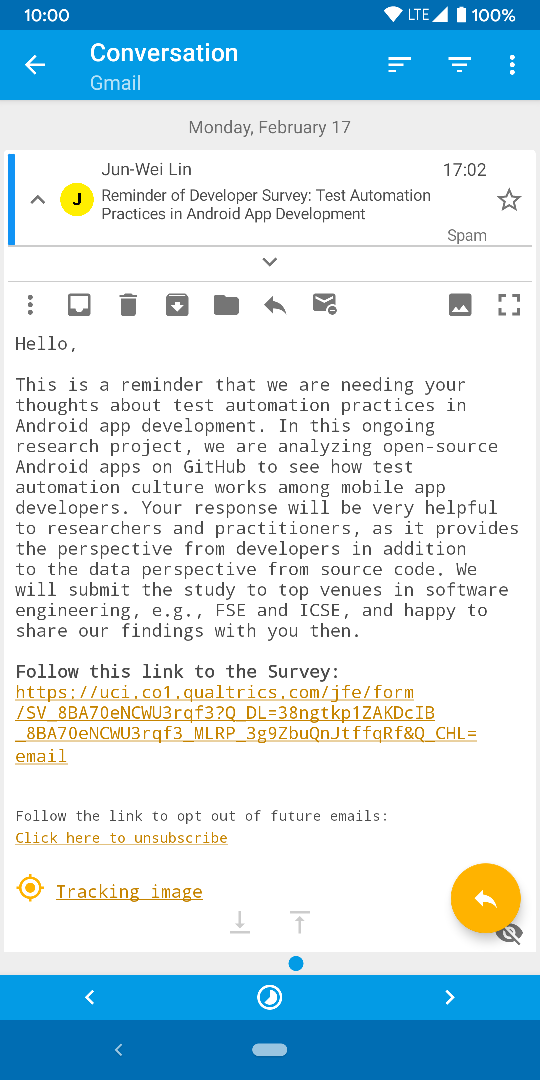 10:00
LTE
100%
Conversation
Gmail
Monday, February 17
Jun-Wei Lin
17:02
J
Reminder of Developer Survey: Test Automation
Practices in Android App Development
Spam
Hello,
This is a reminder that we are needing your
thoughts about test automation practices in
Android app development. In this ongoing
research project, we are analyzing open-source
Android apps on GitHub to see how test
automation culture works among mobile app
developers. Your response will be very helpful
to researchers and practitioners, as it provides
the perspective from developers in addition
to the data perspective from source code. We
will submit the study to top venues in software
engineering, e.g., FSE and ICSE, and happy to
share our findings with you then.
Follow this link to the Survey:
https://uci.co1.qualtrics.com/jfe/form
/SV_8BA70eNCWU3rqf3?Q_DL=38ngtkp1ZAKDcIB
_8BA70eNCWU3rqf3_MLRP_3g9ZbuQnJtffqRf&Q_CHL=
email
Follow the link to opt out of future emails:
Click here to unsubscribe
Tracking image